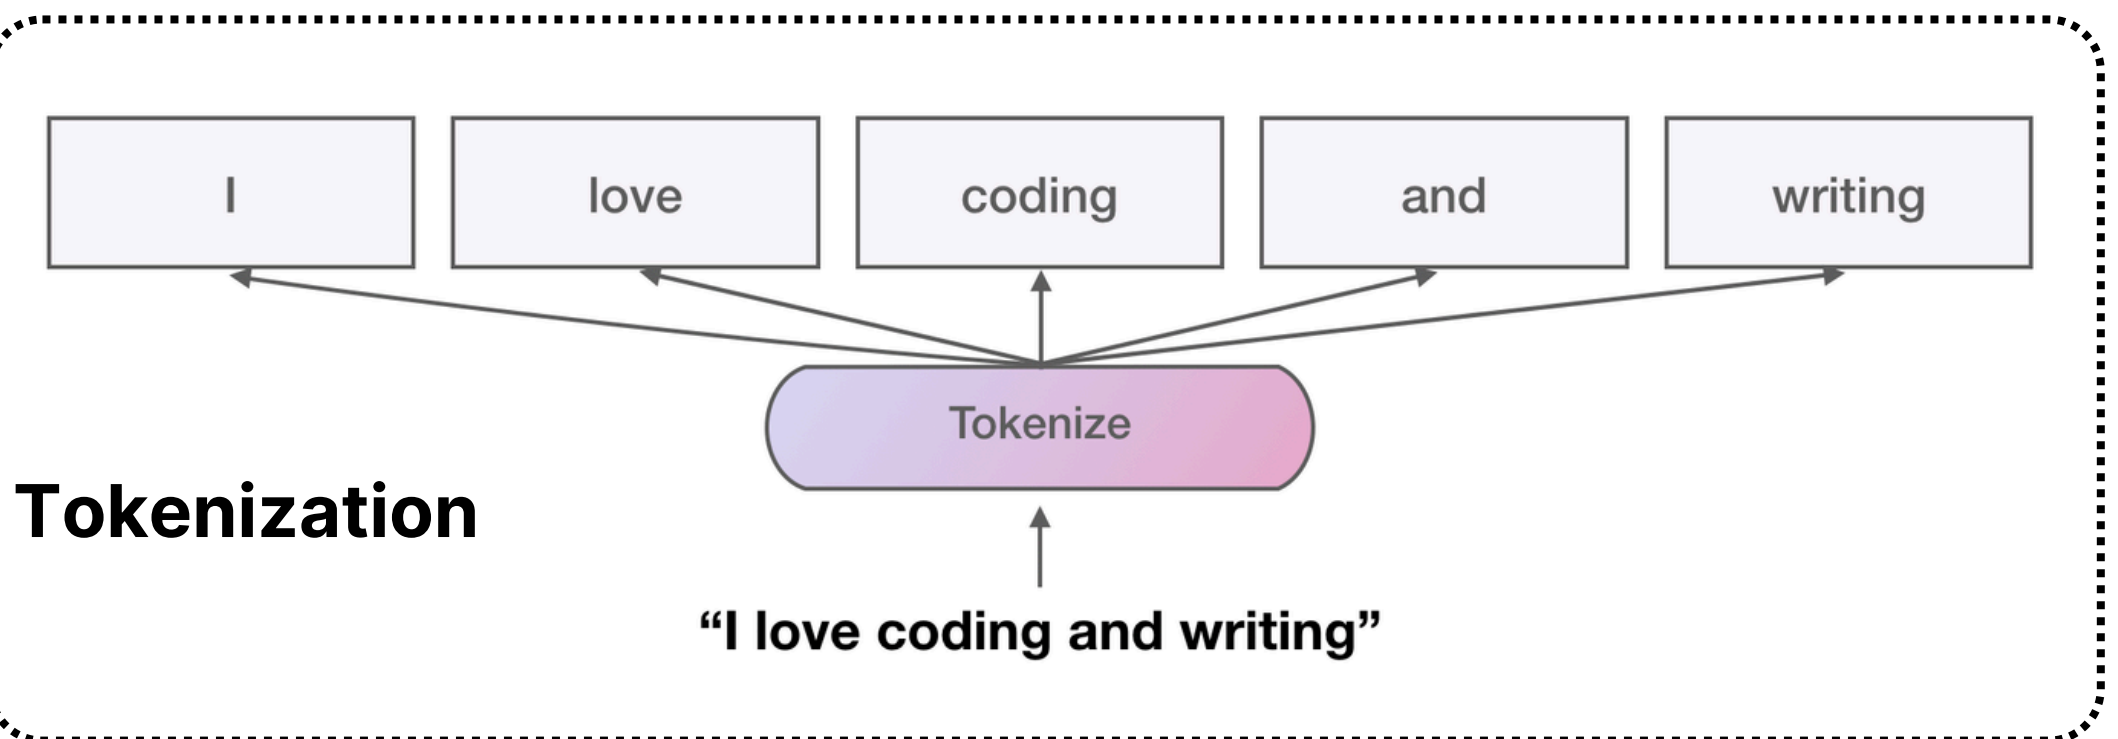 I love coding and writing
Tokenize
Tokenization
“I love coding and writing”